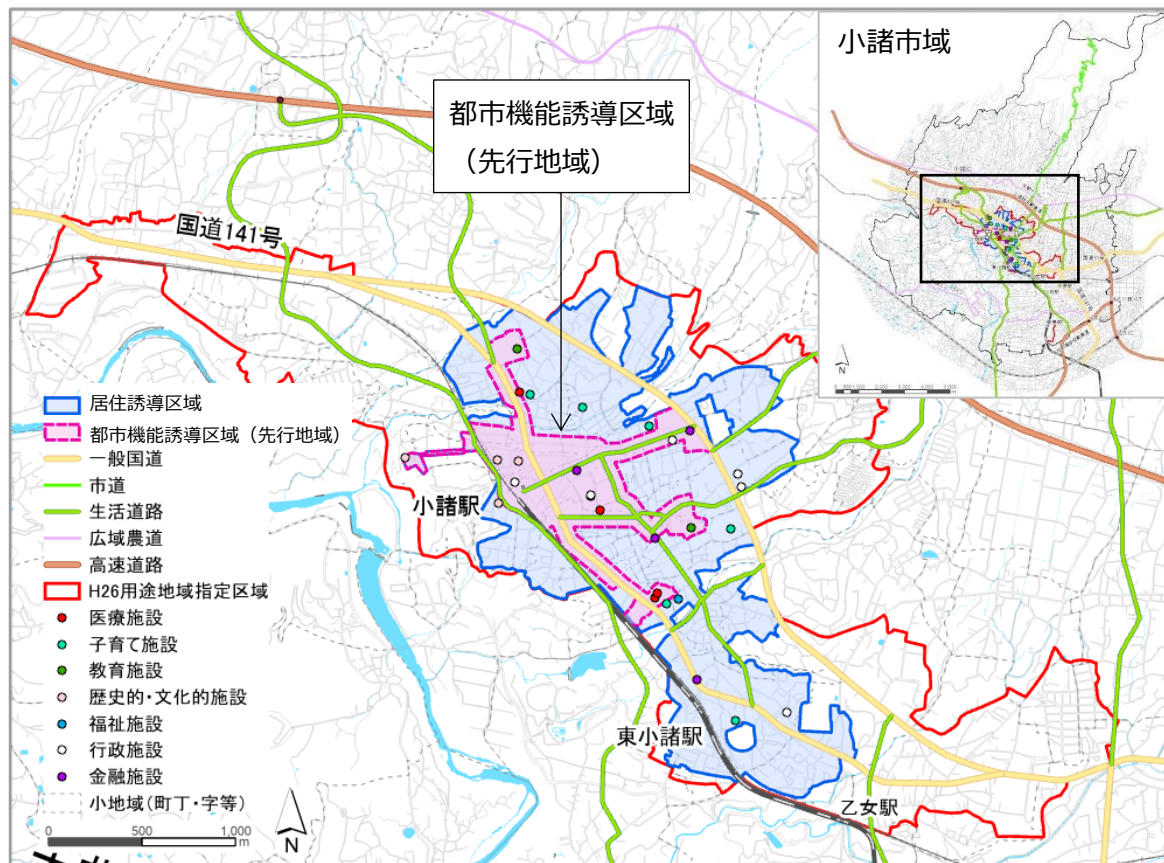 都市機能誘導区域
（先行地域）
小諸市域
N
国道141号
小諸駅
東小諸駅
乙女駅
居住誘導区域
都市機能誘導区域（先行地域）
一般国道
市道
生活道路
広域農道
高速道路
H26用途地域指定区域
医療施設
子育て施設
教育施設
歴史的・文化的施設
福祉施設
行政施設
金融施設
小地域（町丁・字等）
0 500 1,000
m
N